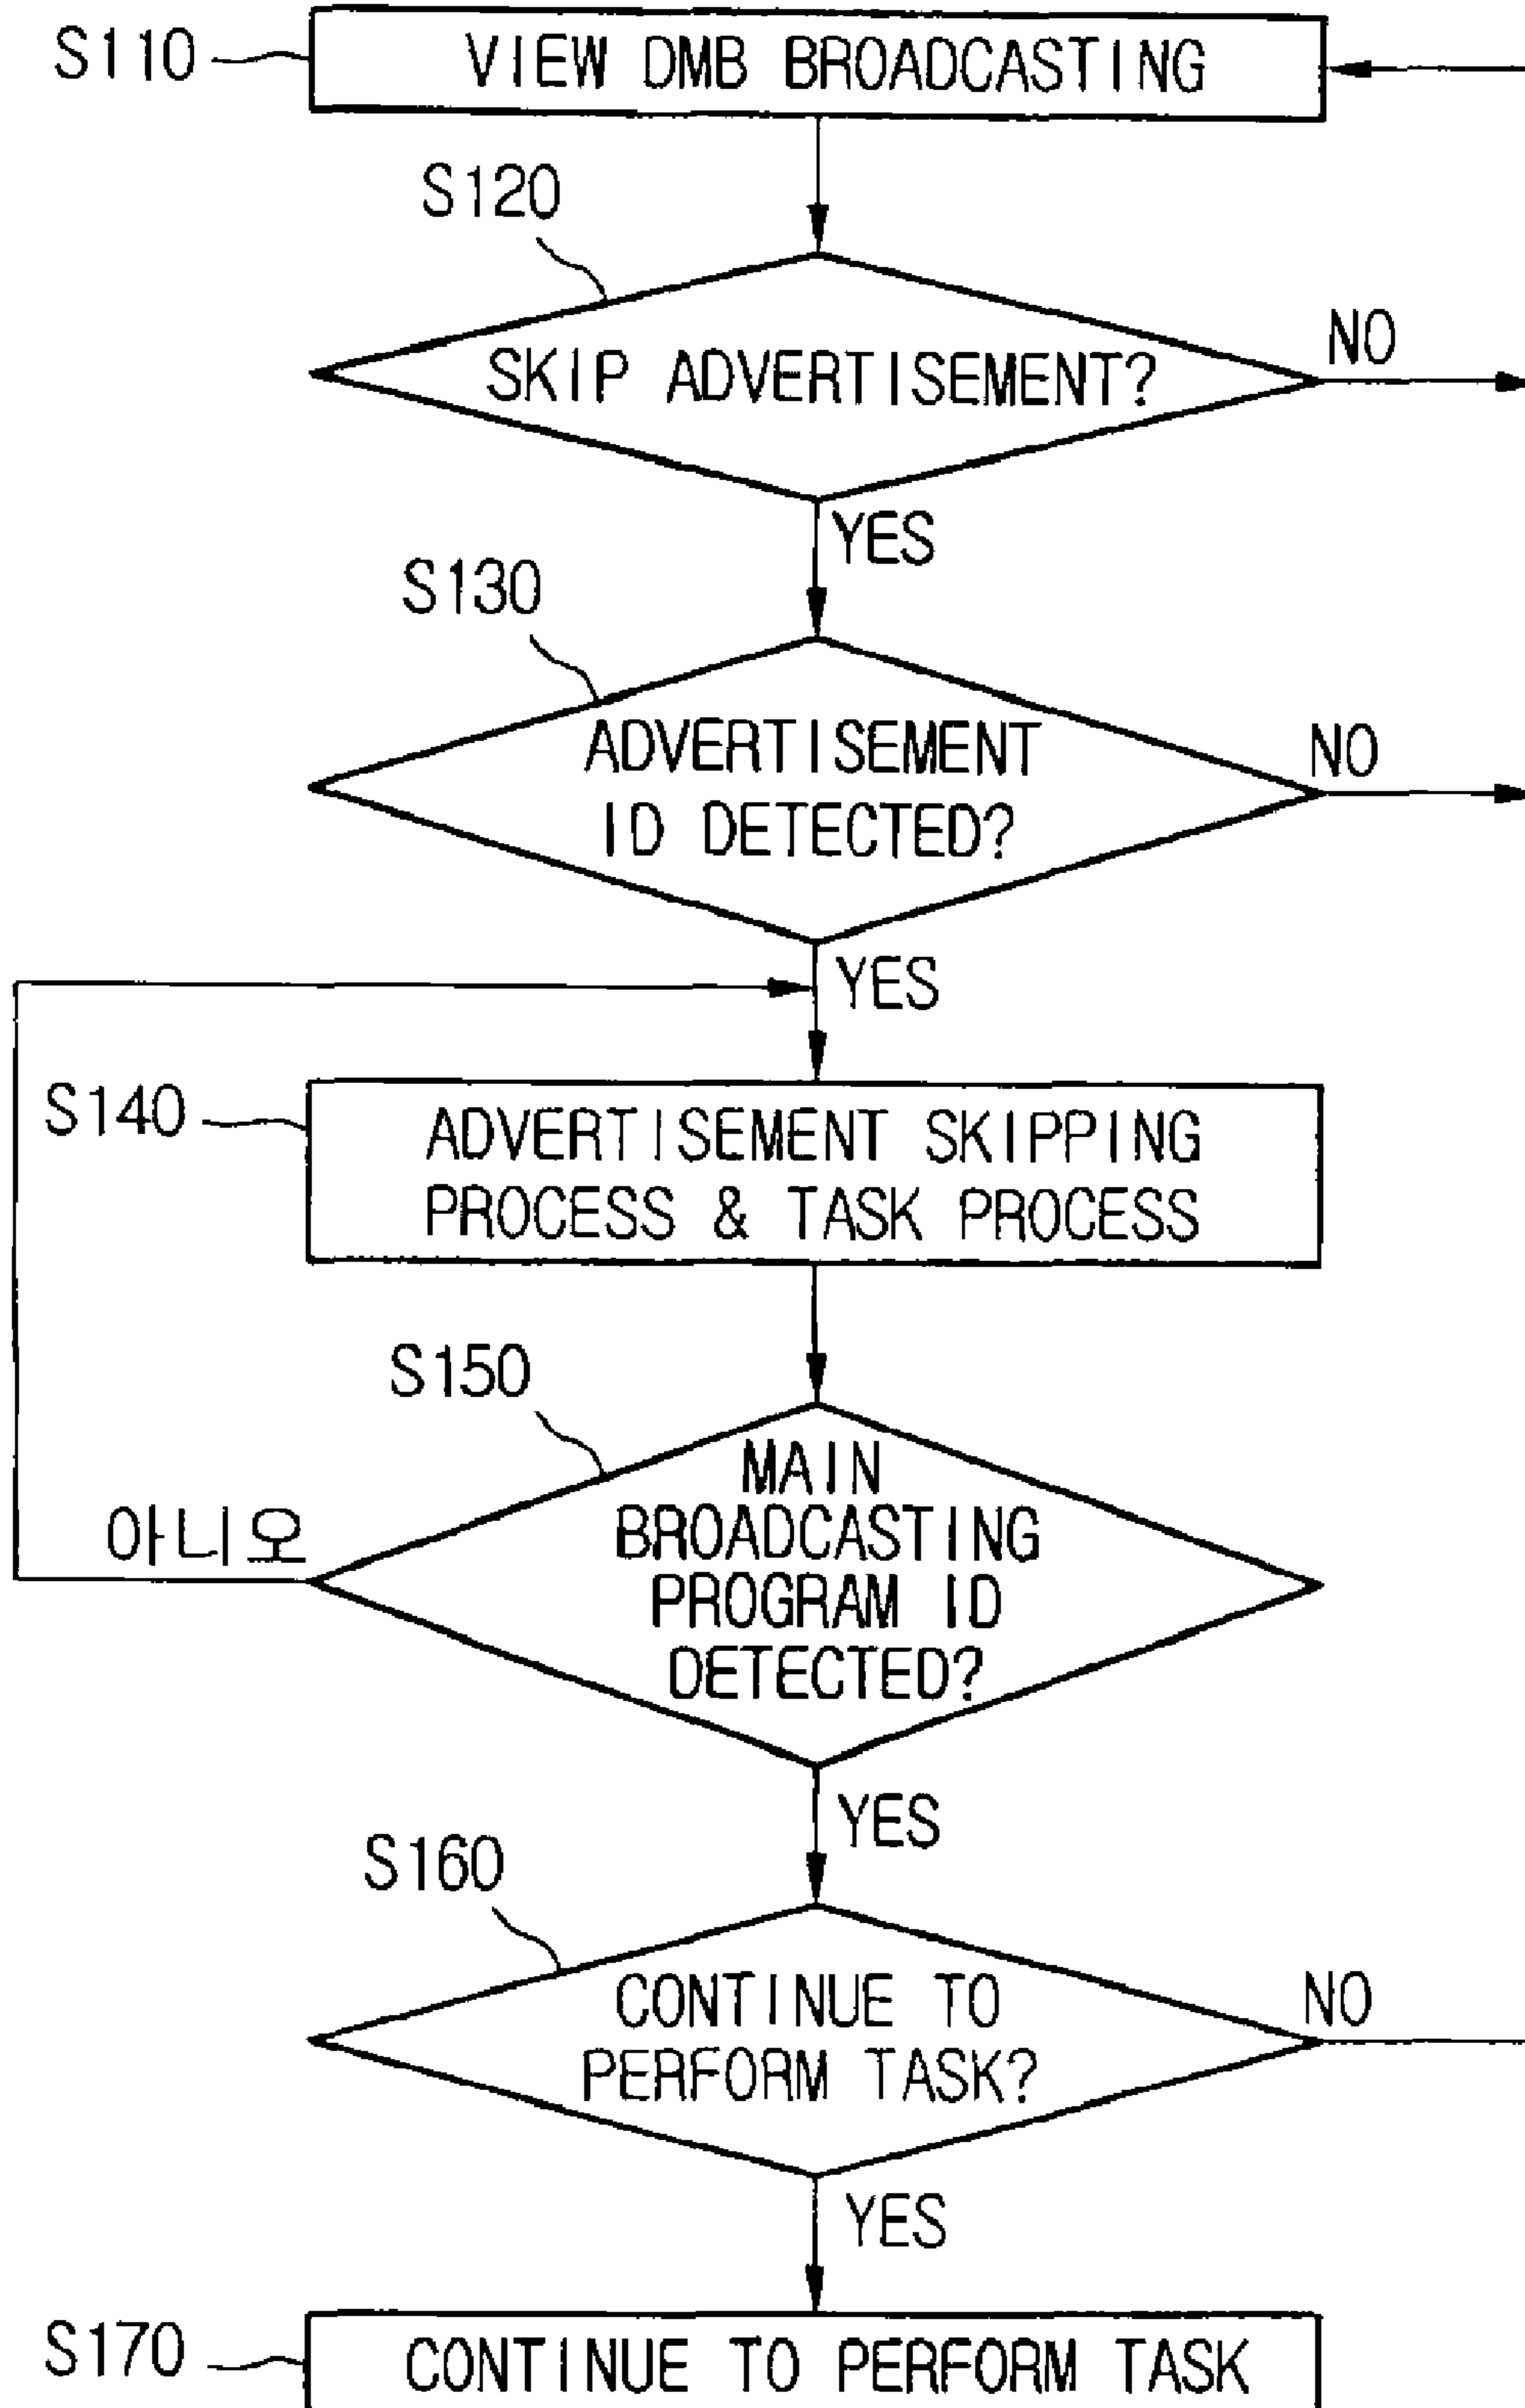 S110
VIEW DMB BROADCASTING
S120
SKIP ADVERTISEMENT?
NO
YES
S130
ADVERTISEMENT
ID DETECTED?
NO
YES
S140
ADVERTISEMENT SKIPPING
PROCESS & TASK PROCESS
S150
MAIN
BROADCASTING
PROGRAM ID
DETECTED?
아니오
YES
S160
CONTINUE TO
PERFORM TASK?
NO
YES
S170
CONTINUE TO PERFORM TASK